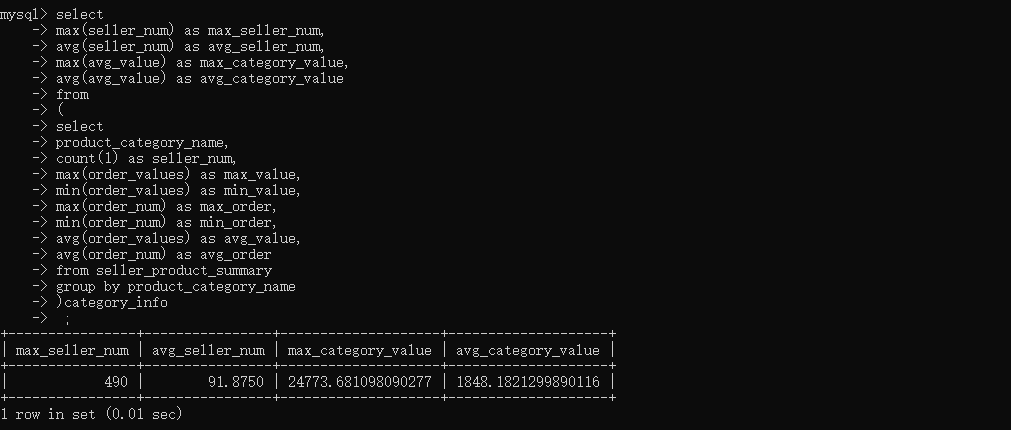 mysql> select
    -> max(seller_num) as max_seller_num,
    -> avg(seller_num) as avg_seller_num,
    -> max(avg_value) as max_category_value,
    -> avg(avg_value) as avg_category_value
    -> from
    -> (
    -> select
    -> product_category_name,
    -> count(1) as seller_num,
    -> max(order_values) as max_value,
    -> min(order_values) as min_value,
    -> max(order_num) as max_order,
    -> min(order_num) as min_order,
    -> avg(order_values) as avg_value,
    -> avg(order_num) as avg_order
    -> from seller_product_summary
    -> group by product_category_name
    -> )category_info
    ->  ;
+----------------+----------------+--------------------+--------------------+
| max_seller_num | avg_seller_num | max_category_value | avg_category_value |
+----------------+----------------+--------------------+--------------------+
|            490 |        91.8750 | 24773.681098090277 | 1848.1821299890116 |
+----------------+----------------+--------------------+--------------------+
1 row in set (0.01 sec)